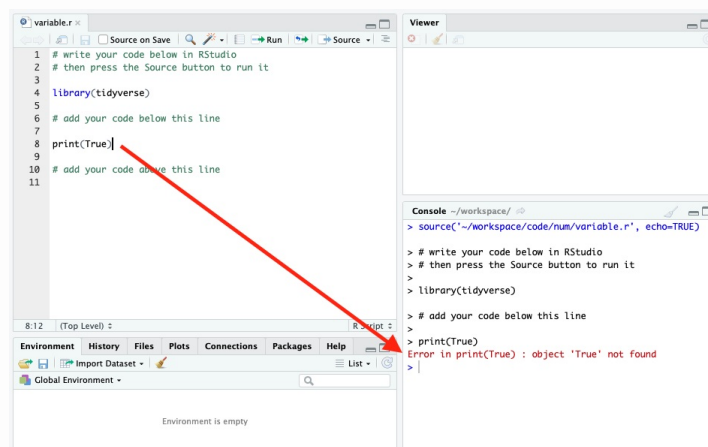 variable.r
Source on Save
Run
Source
1 # write your code below in RStudio
2 # then press the Source button to run it
3
4 library(tidyverse)
5
6 # add your code below this line
7
8 print(True)
9
10 # add your code above this line
11
8:12 (Top Level) R Script
Environment History Files Plots Connections Packages Help
Import Dataset List
Global Environment
Environment is empty
Viewer
Console ~/workspace/
> source('~/workspace/code/num/variable.r', echo=TRUE)
> # write your code below in RStudio
> # then press the Source button to run it
>
> library(tidyverse)
> # add your code below this line
>
> print(True)
Error in print(True) : object 'True' not found
>